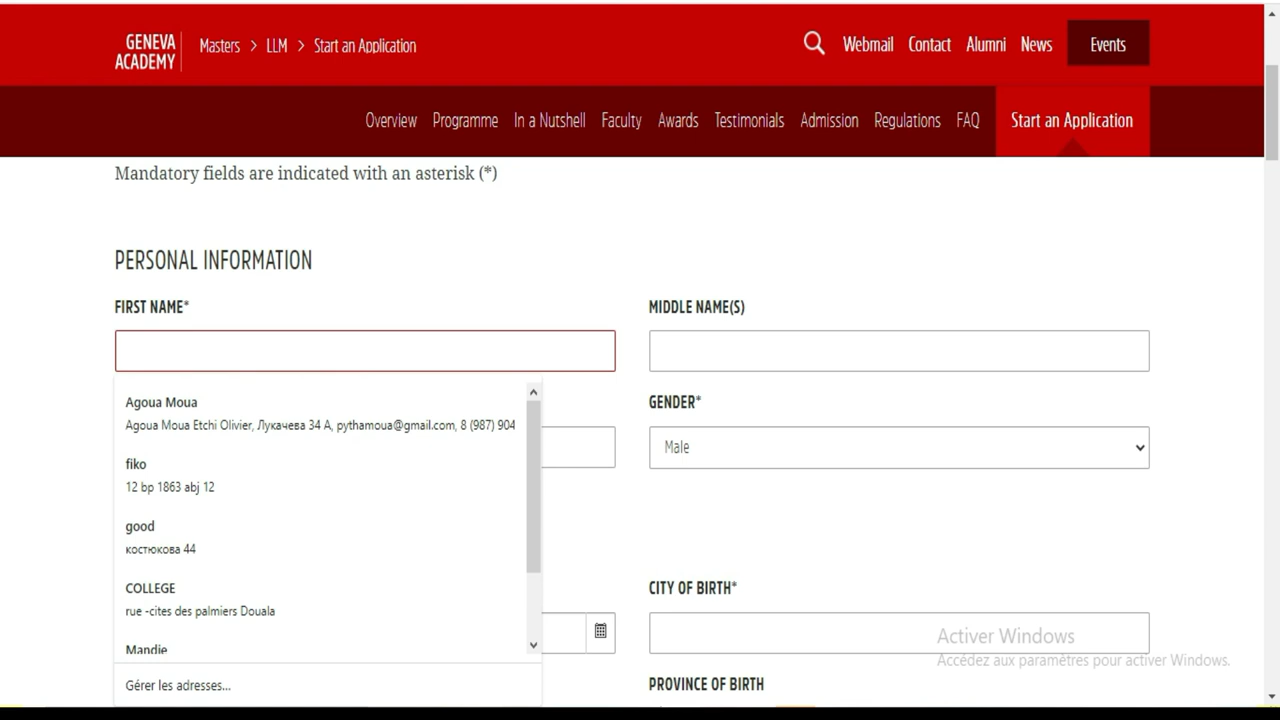 GENEVA
ACADEMY
Masters > LLM > Start an Application
Webmail Contact Alumni News Events
Overview Programme In a Nutshell Faculty Awards Testimonials Admission Regulations FAQ Start an Application
Mandatory fields are indicated with an asterisk (*)
PERSONAL INFORMATION
FIRST NAME*
MIDDLE NAME(S)
Agoua Moua
Agoua Moua Etchi Olivier, Лукачева 34 А, pythamoua@gmail.com, 8 (987) 904
GENDER*
Male
fiko
12 bp 1863 abj 12
good
костюкова 44
COLLEGE
rue -cites des palmiers Douala
Mandie
Gérer les adresses...
CITY OF BIRTH*
Activer Windows
Accédez aux paramètres pour activer Windows.
PROVINCE OF BIRTH